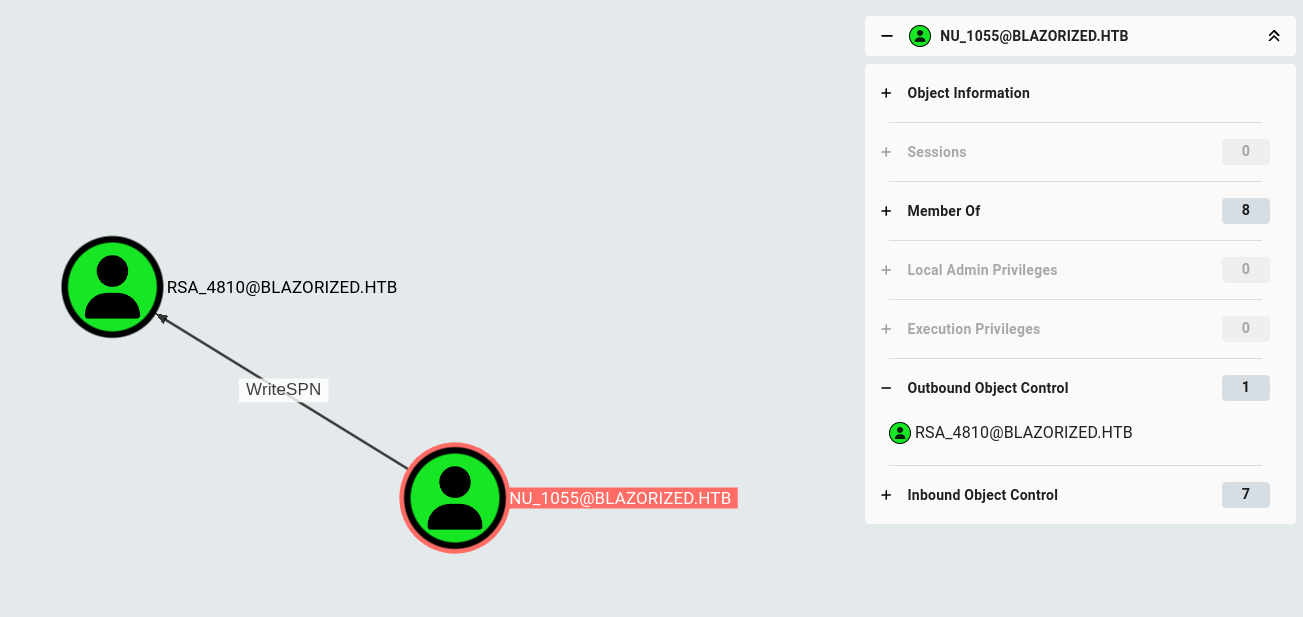 RSA_4810@BLAZORIZED.HTB
WriteSPN
NU_1055@BLAZORIZED.HTB
NU_1055@BLAZORIZED.HTB
Object Information
Sessions 0
Member Of 8
Local Admin Privileges 0
Execution Privileges 0
Outbound Object Control 1
RSA_4810@BLAZORIZED.HTB
Inbound Object Control 7